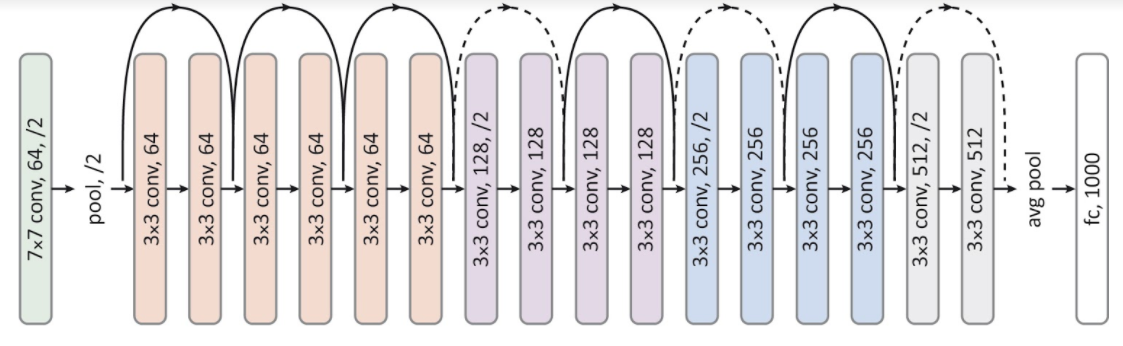 7×7 conv, 64, /2
pool, /2
3×3 conv, 64
3×3 conv, 64
3×3 conv, 64
3×3 conv, 64
3×3 conv, 64
3×3 conv, 64
3×3 conv, 128, /2
3×3 conv, 128
3×3 conv, 128
3×3 conv, 128
3×3 conv, 256, /2
3×3 conv, 256
3×3 conv, 256
3×3 conv, 256
3×3 conv, 512, /2
3×3 conv, 512
avg pool
fc, 1000